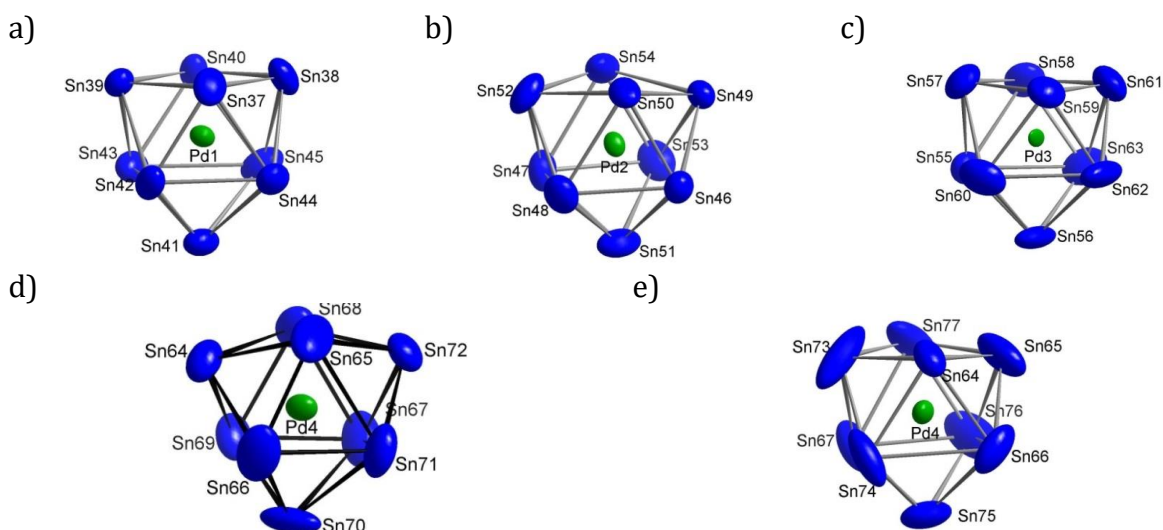 a)
Sn40
Sn38
Sn39
Sn37
Sn43
Pd1
Sn45
Sn42
Sn44
Sn41
b)
Sn54
Sn52
Sn50
Sn49
Sn53
Sn47
Pd2
Sn48
Sn46
Sn51
c)
Sn58
Sn57
Sn61
Sn59
Sn55
Pd3
Sn63
Sn60
Sn62
Sn56
d)
Sn68
Sn64
Sn65
Sn72
Sn67
Pd4
Sn69
Sn71
Sn66
Sn70
e)
Sn77
Sn73
Sn65
Sn64
Sn76
Pd4
Sn67
Sn66
Sn74
Sn75